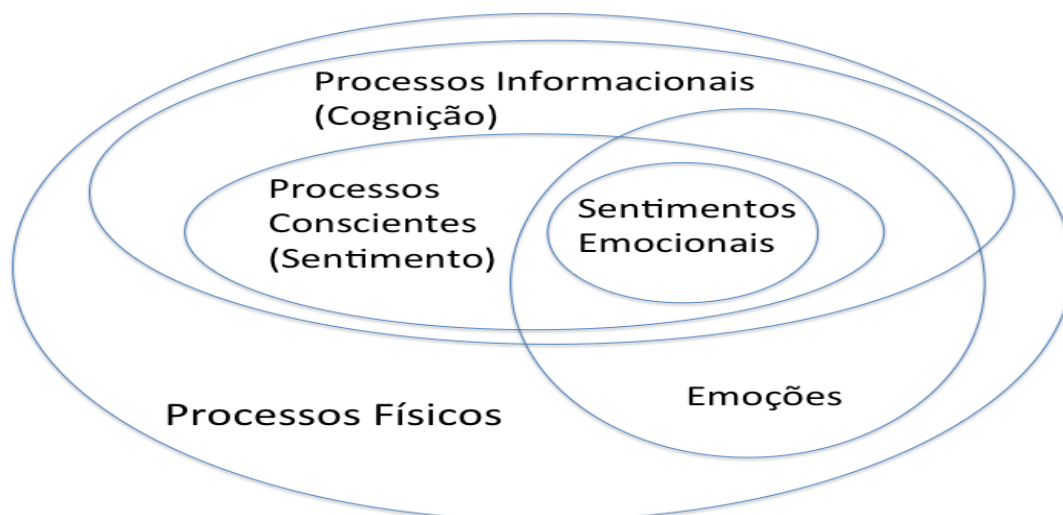 Processos Informacionais
(Cognição)
Processos
Conscientes
(Sentimento)
Sentimentos
Emocionais
Emoções
Processos Físicos